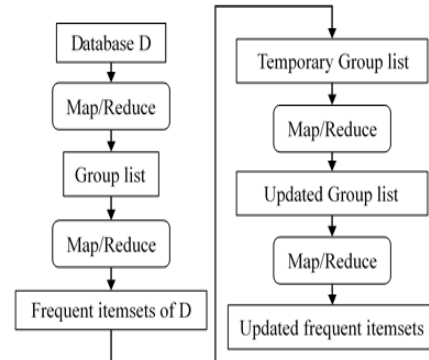 Database D
Map/Reduce
Group list
Map/Reduce
Frequent itemsets of D
Temporary Group list
Map/Reduce
Updated Group list
Map/Reduce
Updated frequent itemsets